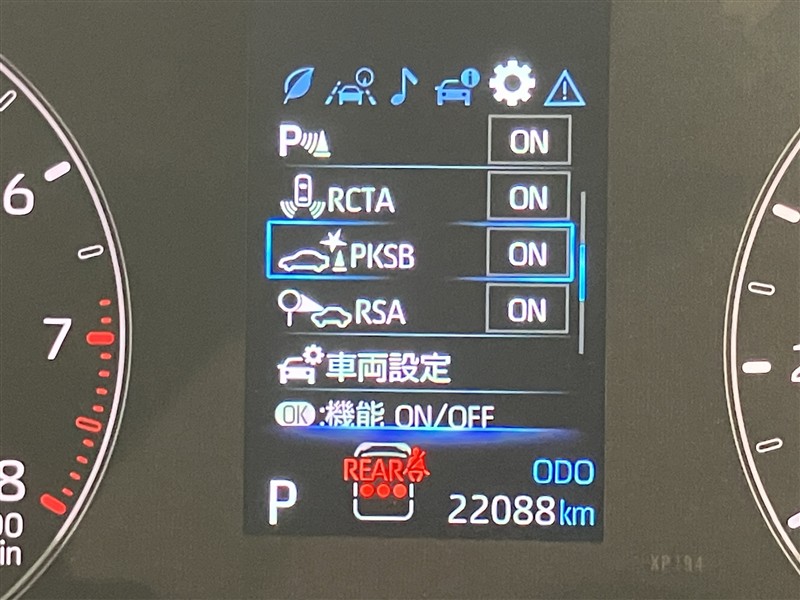 P ON
RCTA ON
PKSB ON
RSA ON
車両設定
OK:機能 ON/OFF
REAR
ODO
P 22088km
6
7
8
in